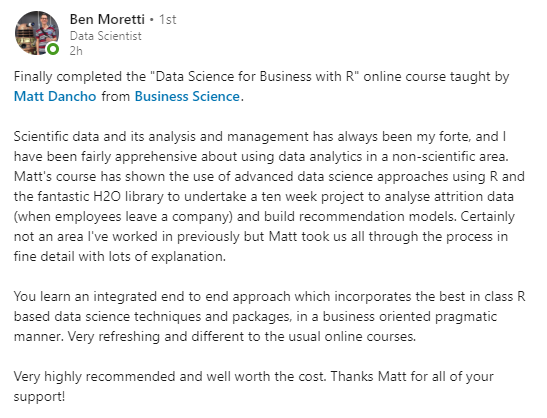 Ben Moretti • 1st
Data Scientist
2h
Finally completed the "Data Science for Business with R" online course taught by
Matt Dancho from Business Science.
Scientific data and its analysis and management has always been my forte, and I
have been fairly apprehensive about using data analytics in a non-scientific area.
Matt's course has shown the use of advanced data science approaches using R and
the fantastic H2O library to undertake a ten week project to analyse attrition data
(when employees leave a company) and build recommendation models. Certainly
not an area I've worked in previously but Matt took us all through the process in
fine detail with lots of explanation.
You learn an integrated end to end approach which incorporates the best in class R
based data science techniques and packages, in a business oriented pragmatic
manner. Very refreshing and different to the usual online courses.
Very highly recommended and well worth the cost. Thanks Matt for all of your
support!